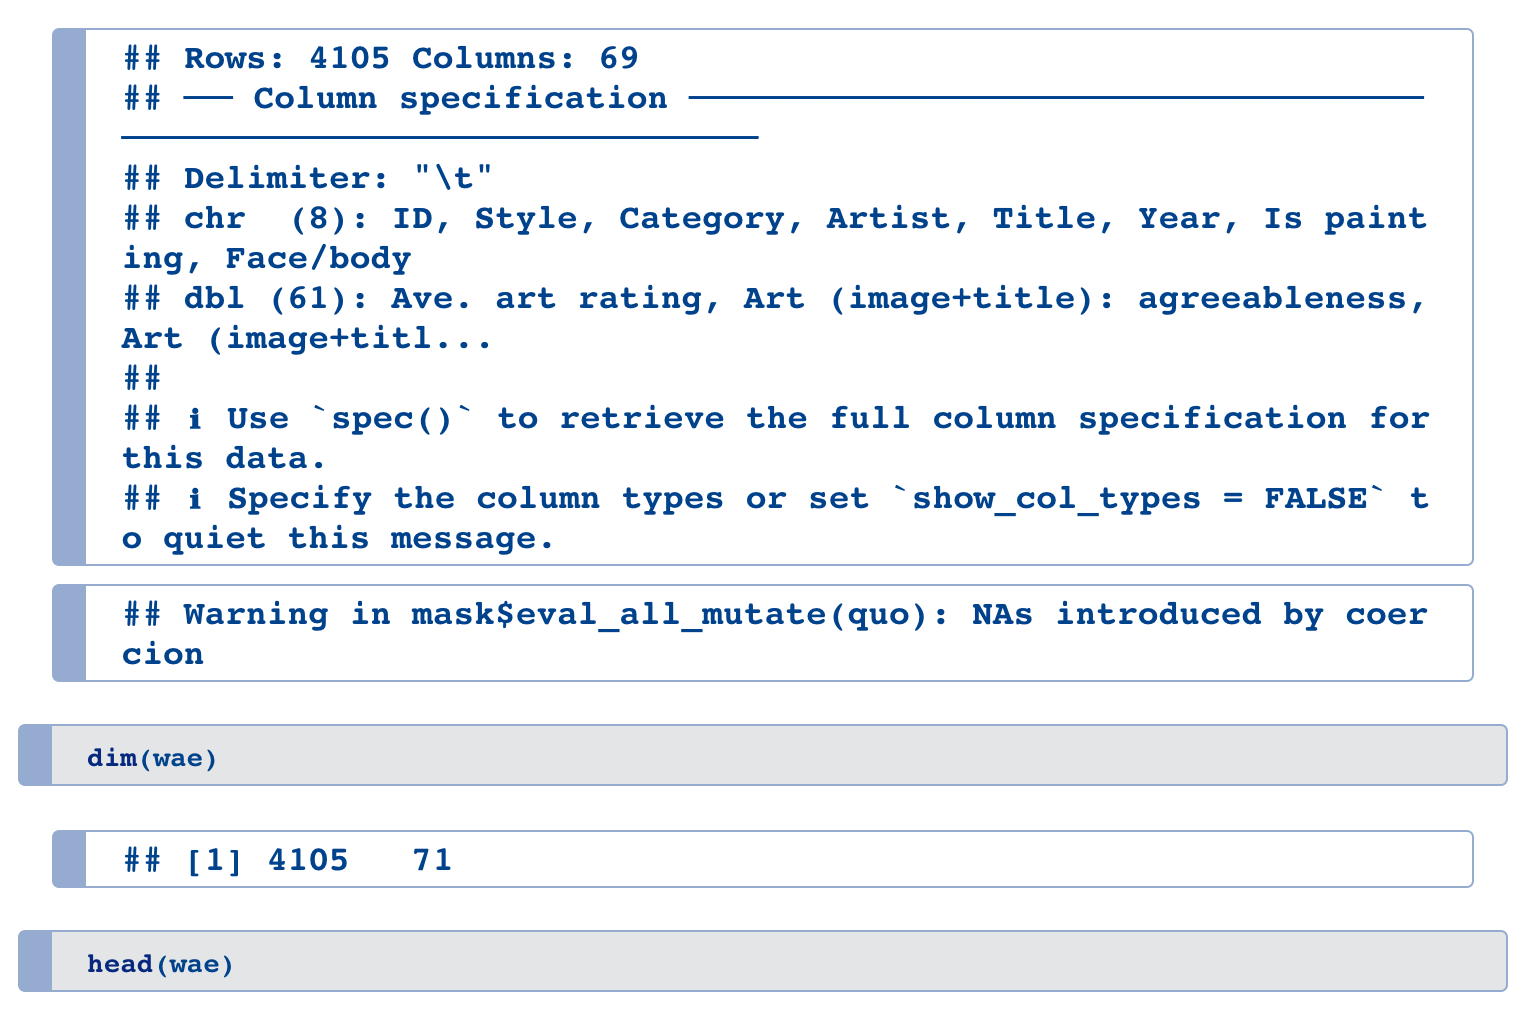 ## Rows: 4105 Columns: 69
## ── Column specification ────────────────────────────────────
───────────────────────────────
## Delimiter: "\t"
## chr  (8): ID, Style, Category, Artist, Title, Year, Is paint
ing, Face/body
## dbl (61): Ave. art rating, Art (image+title): agreeableness,
Art (image+titl...
##
## ℹ Use `spec()` to retrieve the full column specification for
this data.
## ℹ Specify the column types or set `show_col_types = FALSE` t
o quiet this message.
## Warning in mask$eval_all_mutate(quo): NAs introduced by coer
cion
dim(wae)
## [1] 4105   71
head(wae)